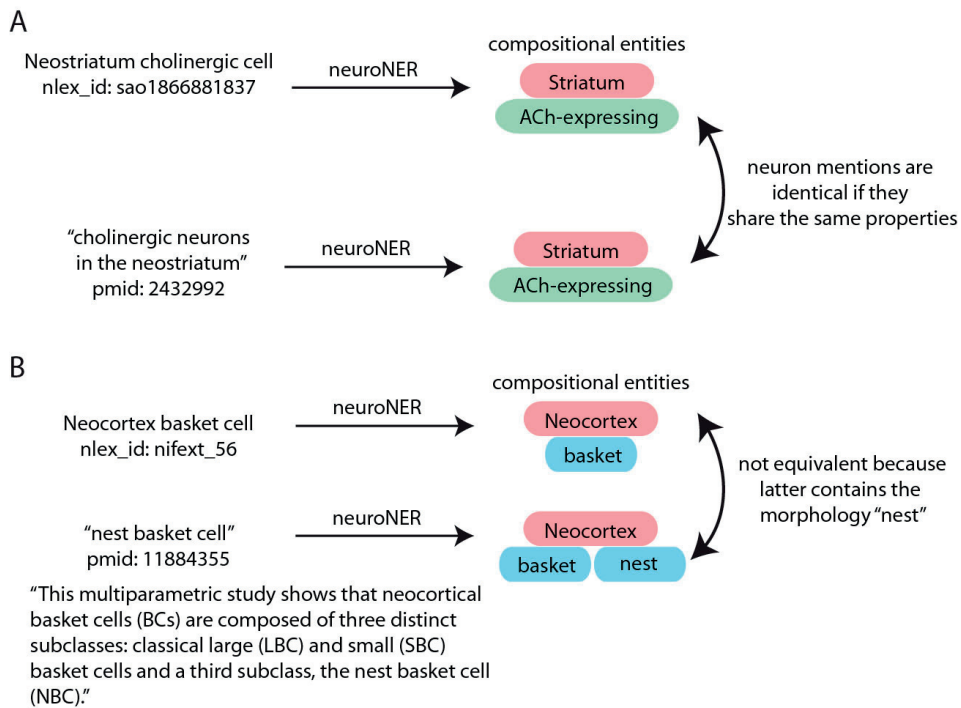 A
Neostriatum cholinergic cell
nlex_id: sao1866881837
neuroNER
compositional entities
Striatum
ACh-expressing
neuron mentions are
identical if they
share the same properties
“cholinergic neurons
in the neostriatum”
pmid: 2432992
neuroNER
Striatum
ACh-expressing
B
Neocortex basket cell
nlex_id: nifext_56
neuroNER
compositional entities
Neocortex
basket
not equivalent because
latter contains the
morphology “nest”
“nest basket cell”
pmid: 11884355
neuroNER
Neocortex
basket nest
“This multiparametric study shows that neocortical
basket cells (BCs) are composed of three distinct
subclasses: classical large (LBC) and small (SBC)
basket cells and a third subclass, the nest basket cell
(NBC).”